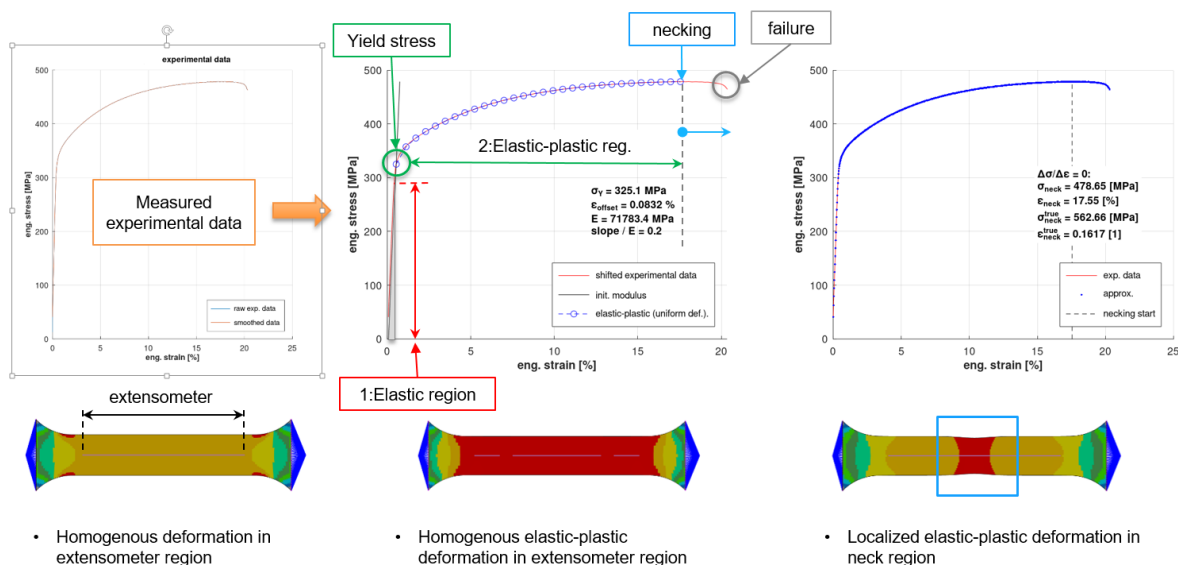 Yield stress
necking
failure
experimental data
500
400
300
200
100
0
0
5
10
15
20
25
eng. stress [MPa]
eng. strain [%]
raw exp. data
smoothed data
Measured
experimental data
500
400
300
200
100
0
0
5
10
15
20
eng. stress [MPa]
eng. strain [%]
2:Elastic-plastic reg.
σY = 325.1 MPa
εoffset = 0.0832 %
E = 71783.4 MPa
slope / E = 0.2
shifted experimental data
init. modulus
elastic-plastic (uniform def.).
1:Elastic region
500
400
300
200
100
0
0
5
10
15
20
25
eng. stress [MPa]
eng. strain [%]
Δσ/Δε = 0:
σneck = 478.65 [MPa]
εneck = 17.55 [%]
σtrueneck = 562.66 [MPa]
εtrueneck = 0.1617 [1]
exp. data
approx.
necking start
extensometer
• Homogenous deformation in
extensometer region
• Homogenous elastic-plastic
deformation in extensometer region
• Localized elastic-plastic deformation in
neck region